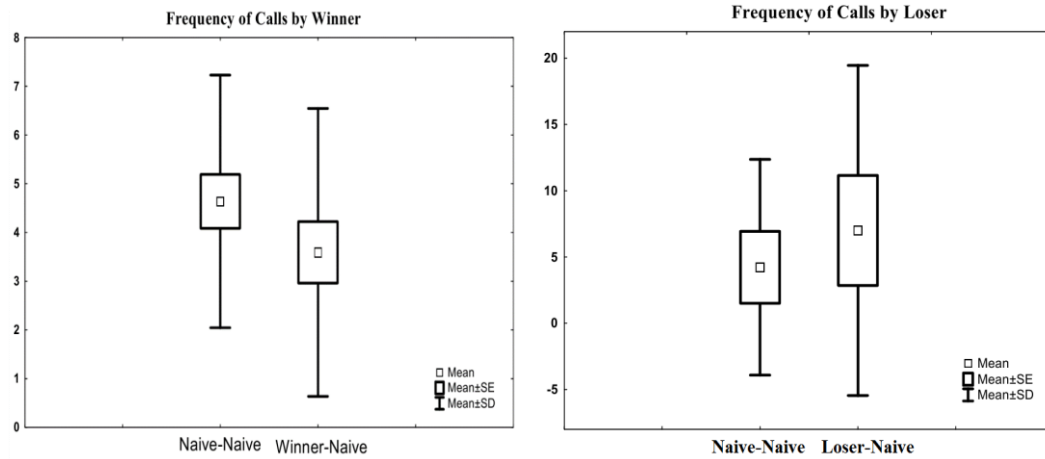 Frequency of Calls by Winner
8
7
6
5
4
3
2
1
0
Mean
Mean±SE
Mean±SD
Naive-Naive Winner-Naive
Frequency of Calls by Loser
20
15
10
5
0
-5
Mean
Mean±SE
Mean±SD
Naive-Naive Loser-Naive